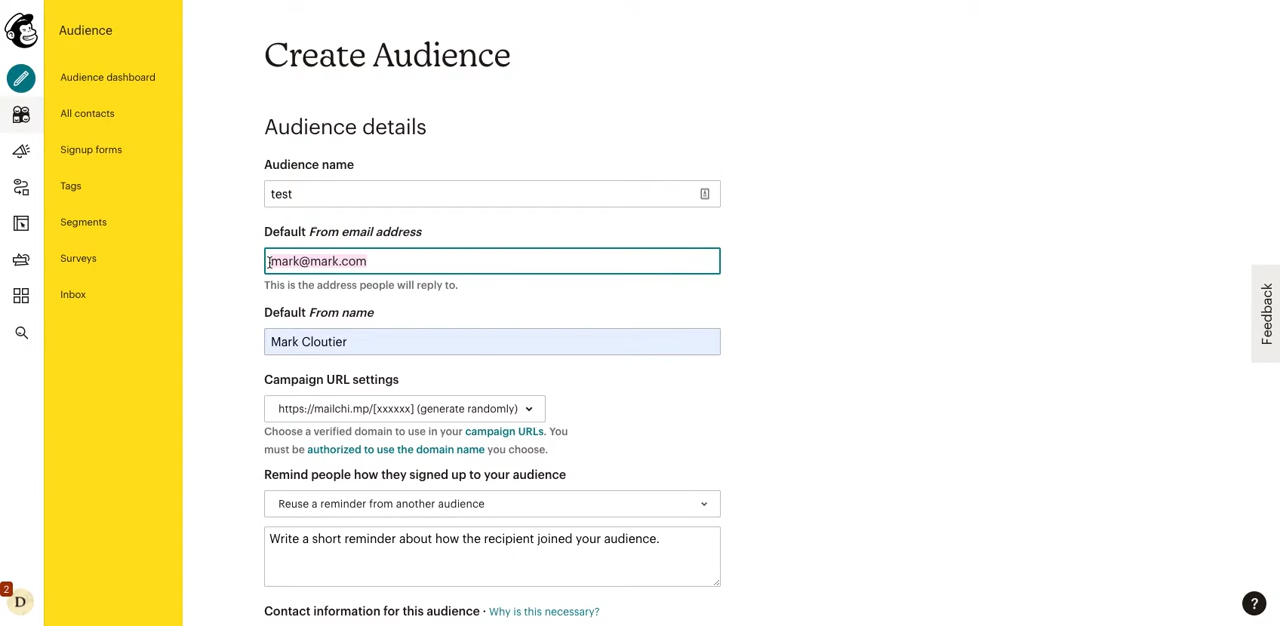 Audience
Audience dashboard
All contacts
Signup forms
Tags
Segments
Surveys
Inbox
2
D
Create Audience
Audience details
Audience name
test
Default From email address
mark@mark.com
This is the address people will reply to.
Default From name
Mark Cloutier
Campaign URL settings
https://mailchi.mp/[xxxxxx] (generate randomly)
Choose a verified domain to use in your campaign URLs. You
must be authorized to use the domain name you choose.
Remind people how they signed up to your audience
Reuse a reminder from another audience
Write a short reminder about how the recipient joined your audience.
Contact information for this audience · Why is this necessary?
Feedback
?